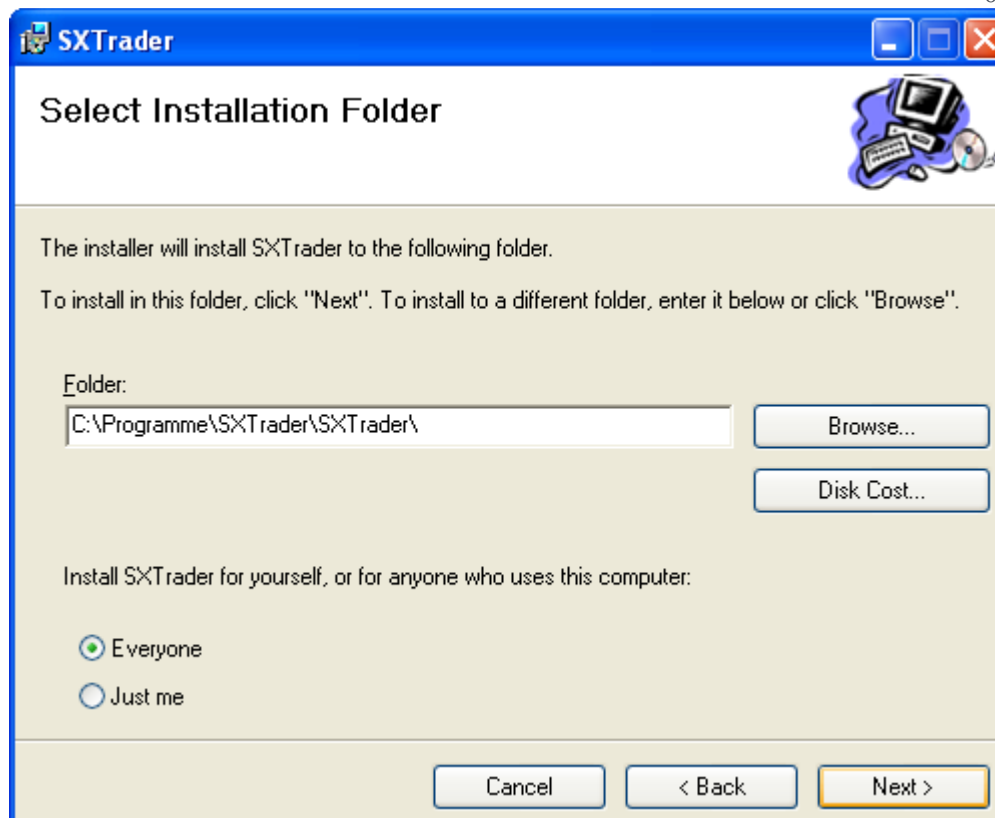 SXTrader
Select Installation Folder
The installer will install SXTrader to the following folder.
To install in this folder, click "Next". To install to a different folder, enter it below or click "Browse".
Folder:
C:\Programme\SXTrader\SXTrader\
Browse...
Disk Cost...
Install SXTrader for yourself, or for anyone who uses this computer:
Everyone
Just me
Cancel
< Back
Next >